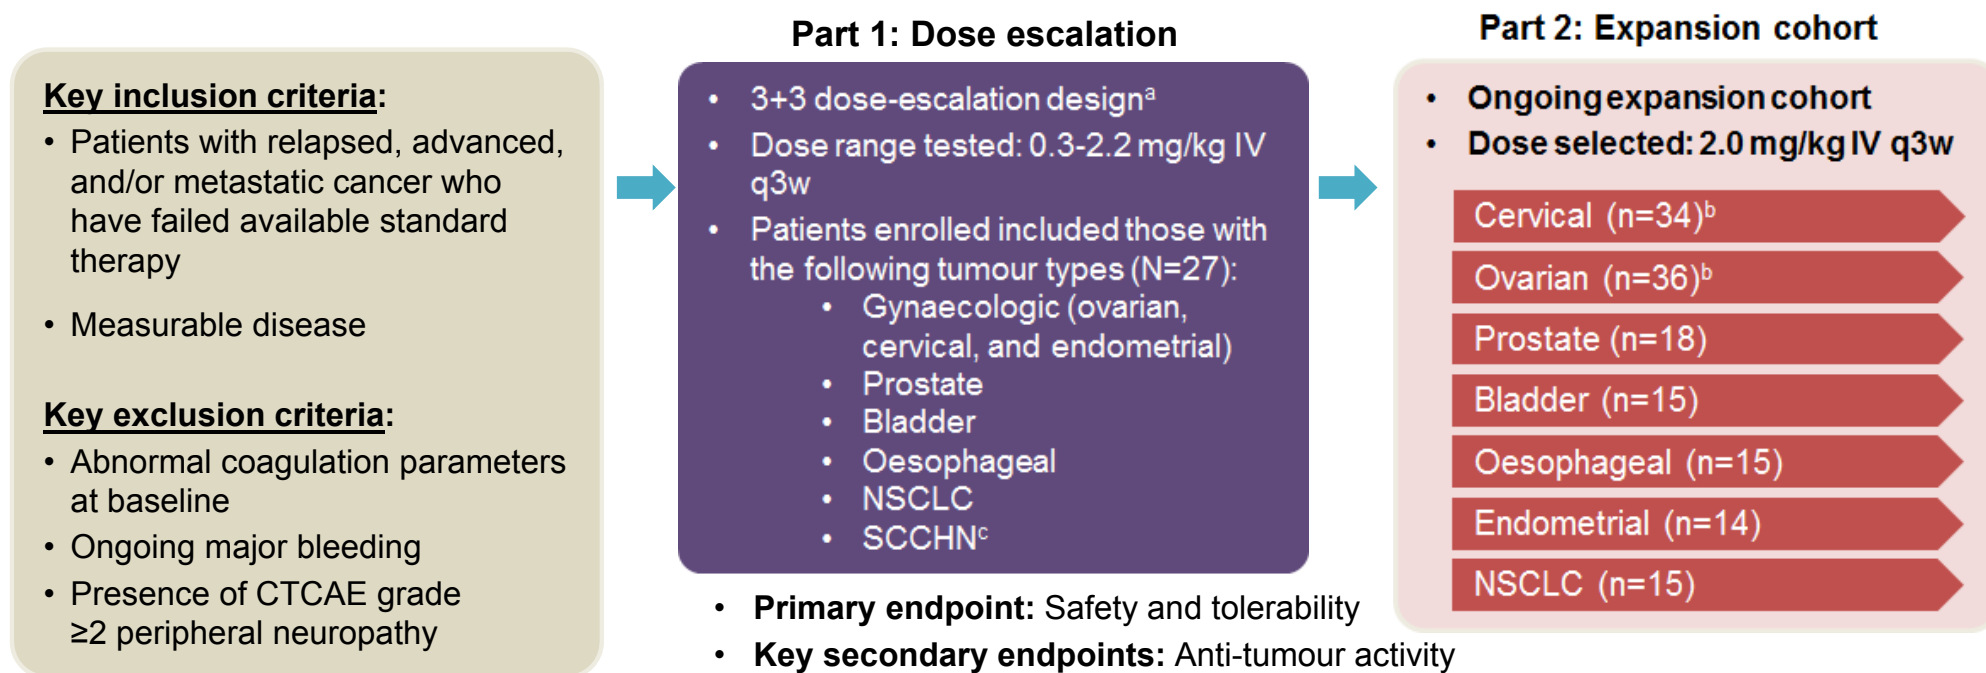 Key inclusion criteria:
• Patients with relapsed, advanced,
and/or metastatic cancer who
have failed available standard
therapy
• Measurable disease
Key exclusion criteria:
• Abnormal coagulation parameters
at baseline
• Ongoing major bleeding
• Presence of CTCAE grade
≥2 peripheral neuropathy
Part 1: Dose escalation
• 3+3 dose-escalation designᵃ
• Dose range tested: 0.3-2.2 mg/kg IV
q3w
• Patients enrolled included those with
the following tumour types (N=27):
• Gynaecologic (ovarian,
cervical, and endometrial)
• Prostate
• Bladder
• Oesophageal
• NSCLC
• SCCHNᶜ
• Primary endpoint: Safety and tolerability
• Key secondary endpoints: Anti-tumour activity
Part 2: Expansion cohort
• Ongoing expansion cohort
• Dose selected: 2.0 mg/kg IV q3w
Cervical (n=34)ᵇ
Ovarian (n=36)ᵇ
Prostate (n=18)
Bladder (n=15)
Oesophageal (n=15)
Endometrial (n=14)
NSCLC (n=15)